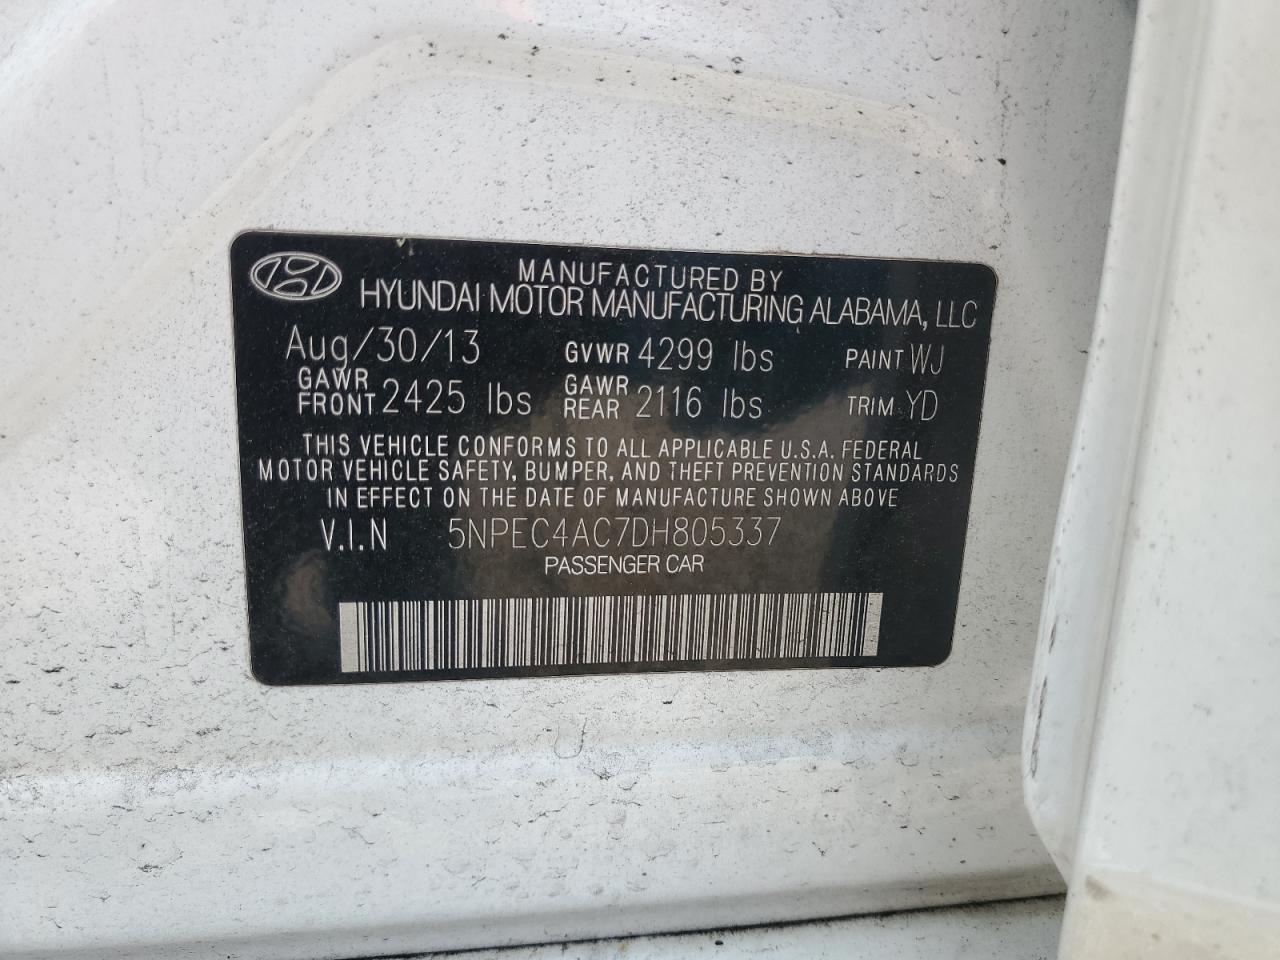 MANUFACTURED BY
HYUNDAI MOTOR MANUFACTURING ALABAMA, LLC
Aug/30/13 GVWR 4299 lbs PAINT WJ
GAWR FRONT 2425 lbs GAWR REAR 2116 lbs TRIM YD
THIS VEHICLE CONFORMS TO ALL APPLICABLE U.S.A. FEDERAL
MOTOR VEHICLE SAFETY, BUMPER, AND THEFT PREVENTION STANDARDS
IN EFFECT ON THE DATE OF MANUFACTURE SHOWN ABOVE
V.I.N 5NPEC4AC7DH805337
PASSENGER CAR